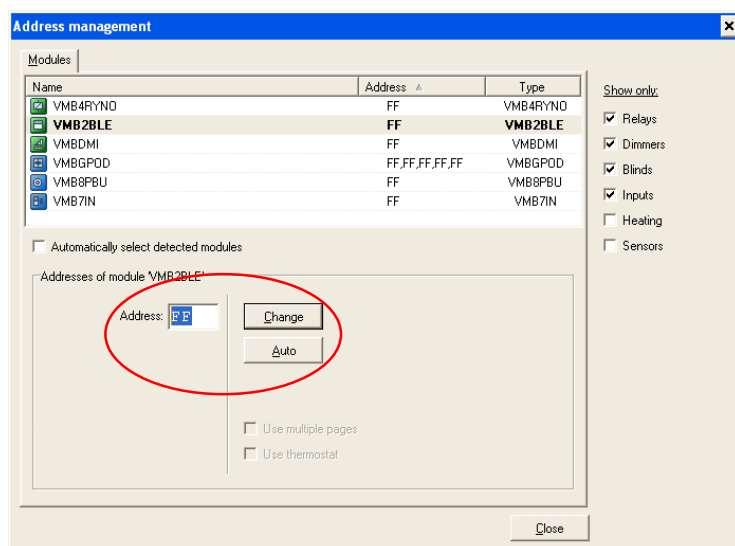 Address management
Modules
Name Address Type
VMB4RYNO FF VMB4RYNO
VMB2BLE FF VMB2BLE
VMBDMI FF VMBDMI
VMBGPOD FF,FF,FF,FF,FF VMBGPOD
VMB8PBU FF VMB8PBU
VMB7IN FF VMB7IN
Show only:
Relays
Dimmers
Blinds
Inputs
Heating
Sensors
Automatically select detected modules
Addresses of module 'VMB2BLE'
Address: FF Change
Auto
Use multiple pages
Use thermostat
Close